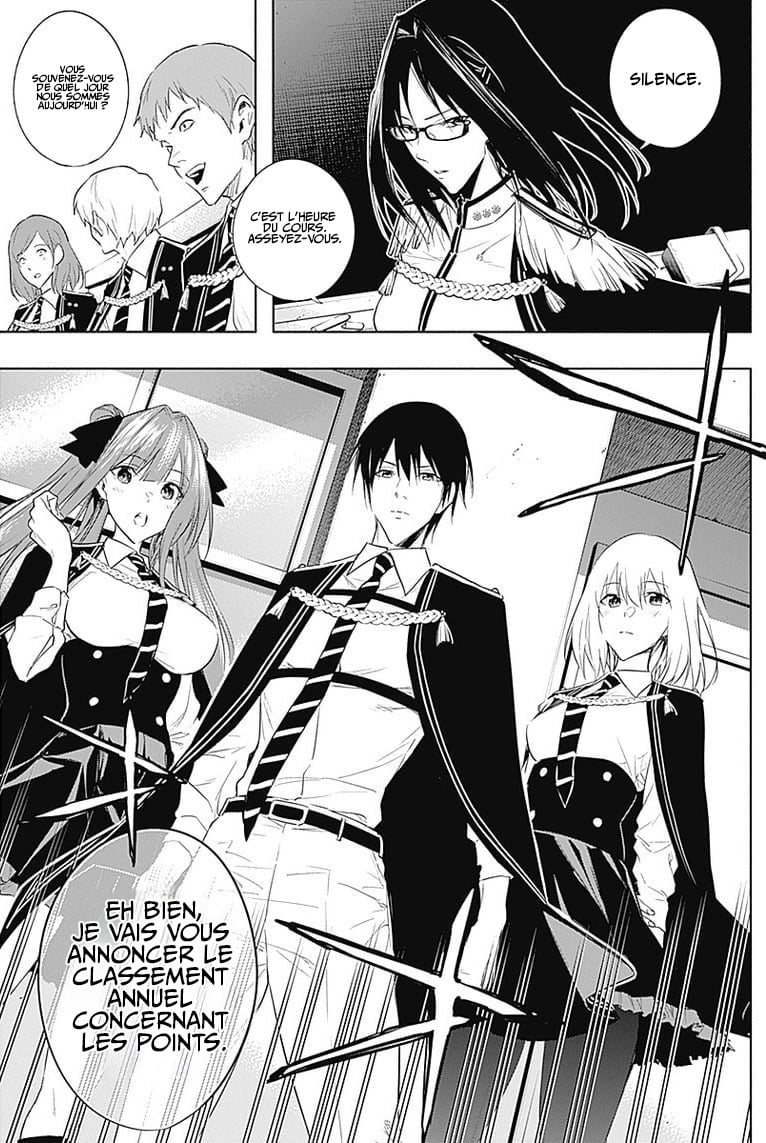 SILENCE.
C'EST L'HEURE
DU COURS.
ASSEYEZ-VOUS.
VOUS
SOUVENEZ-VOUS
DE QUEL JOUR
NOUS SOMMES
AUJOURD'HUI ?
EH BIEN,
JE VAIS VOUS
ANNONCER LE
CLASSEMENT
ANNUEL
CONCERNANT
LES POINTS.